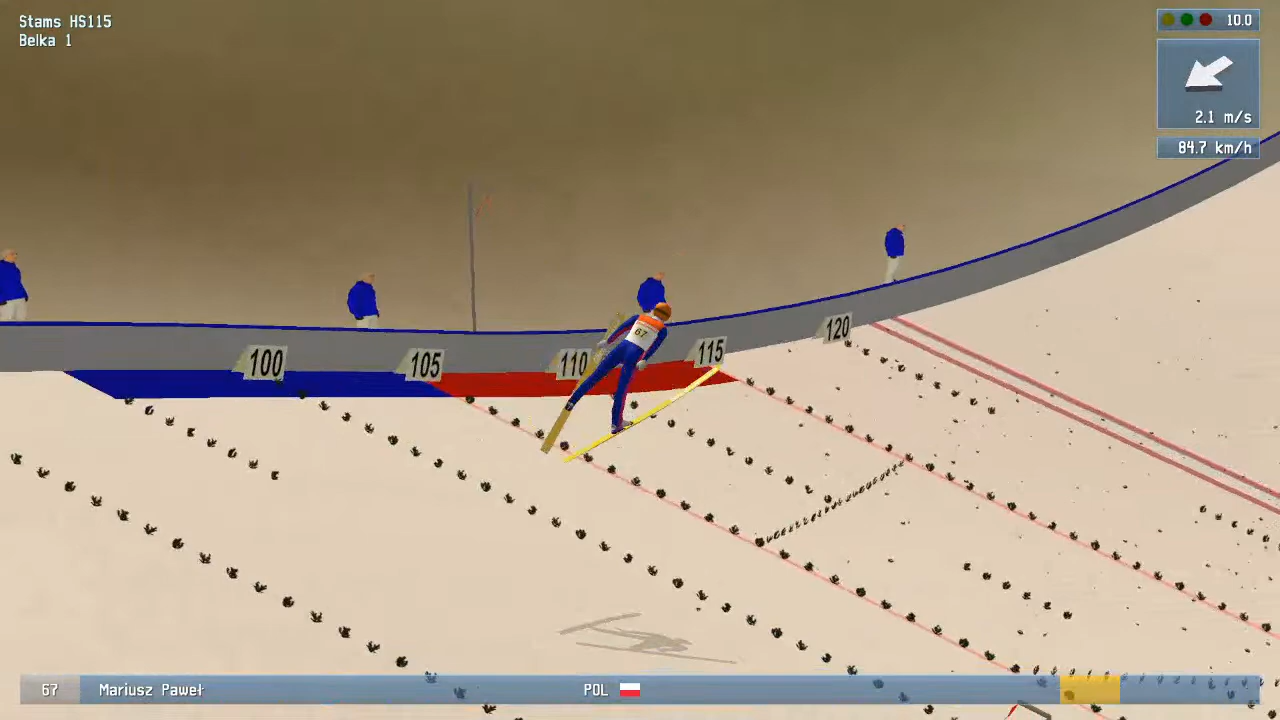 Stams HS115
Belka 1
10.0
2.1 m/s
84.7 km/h
100
105
110
115
120
67
67 Mariusz Paweł POL